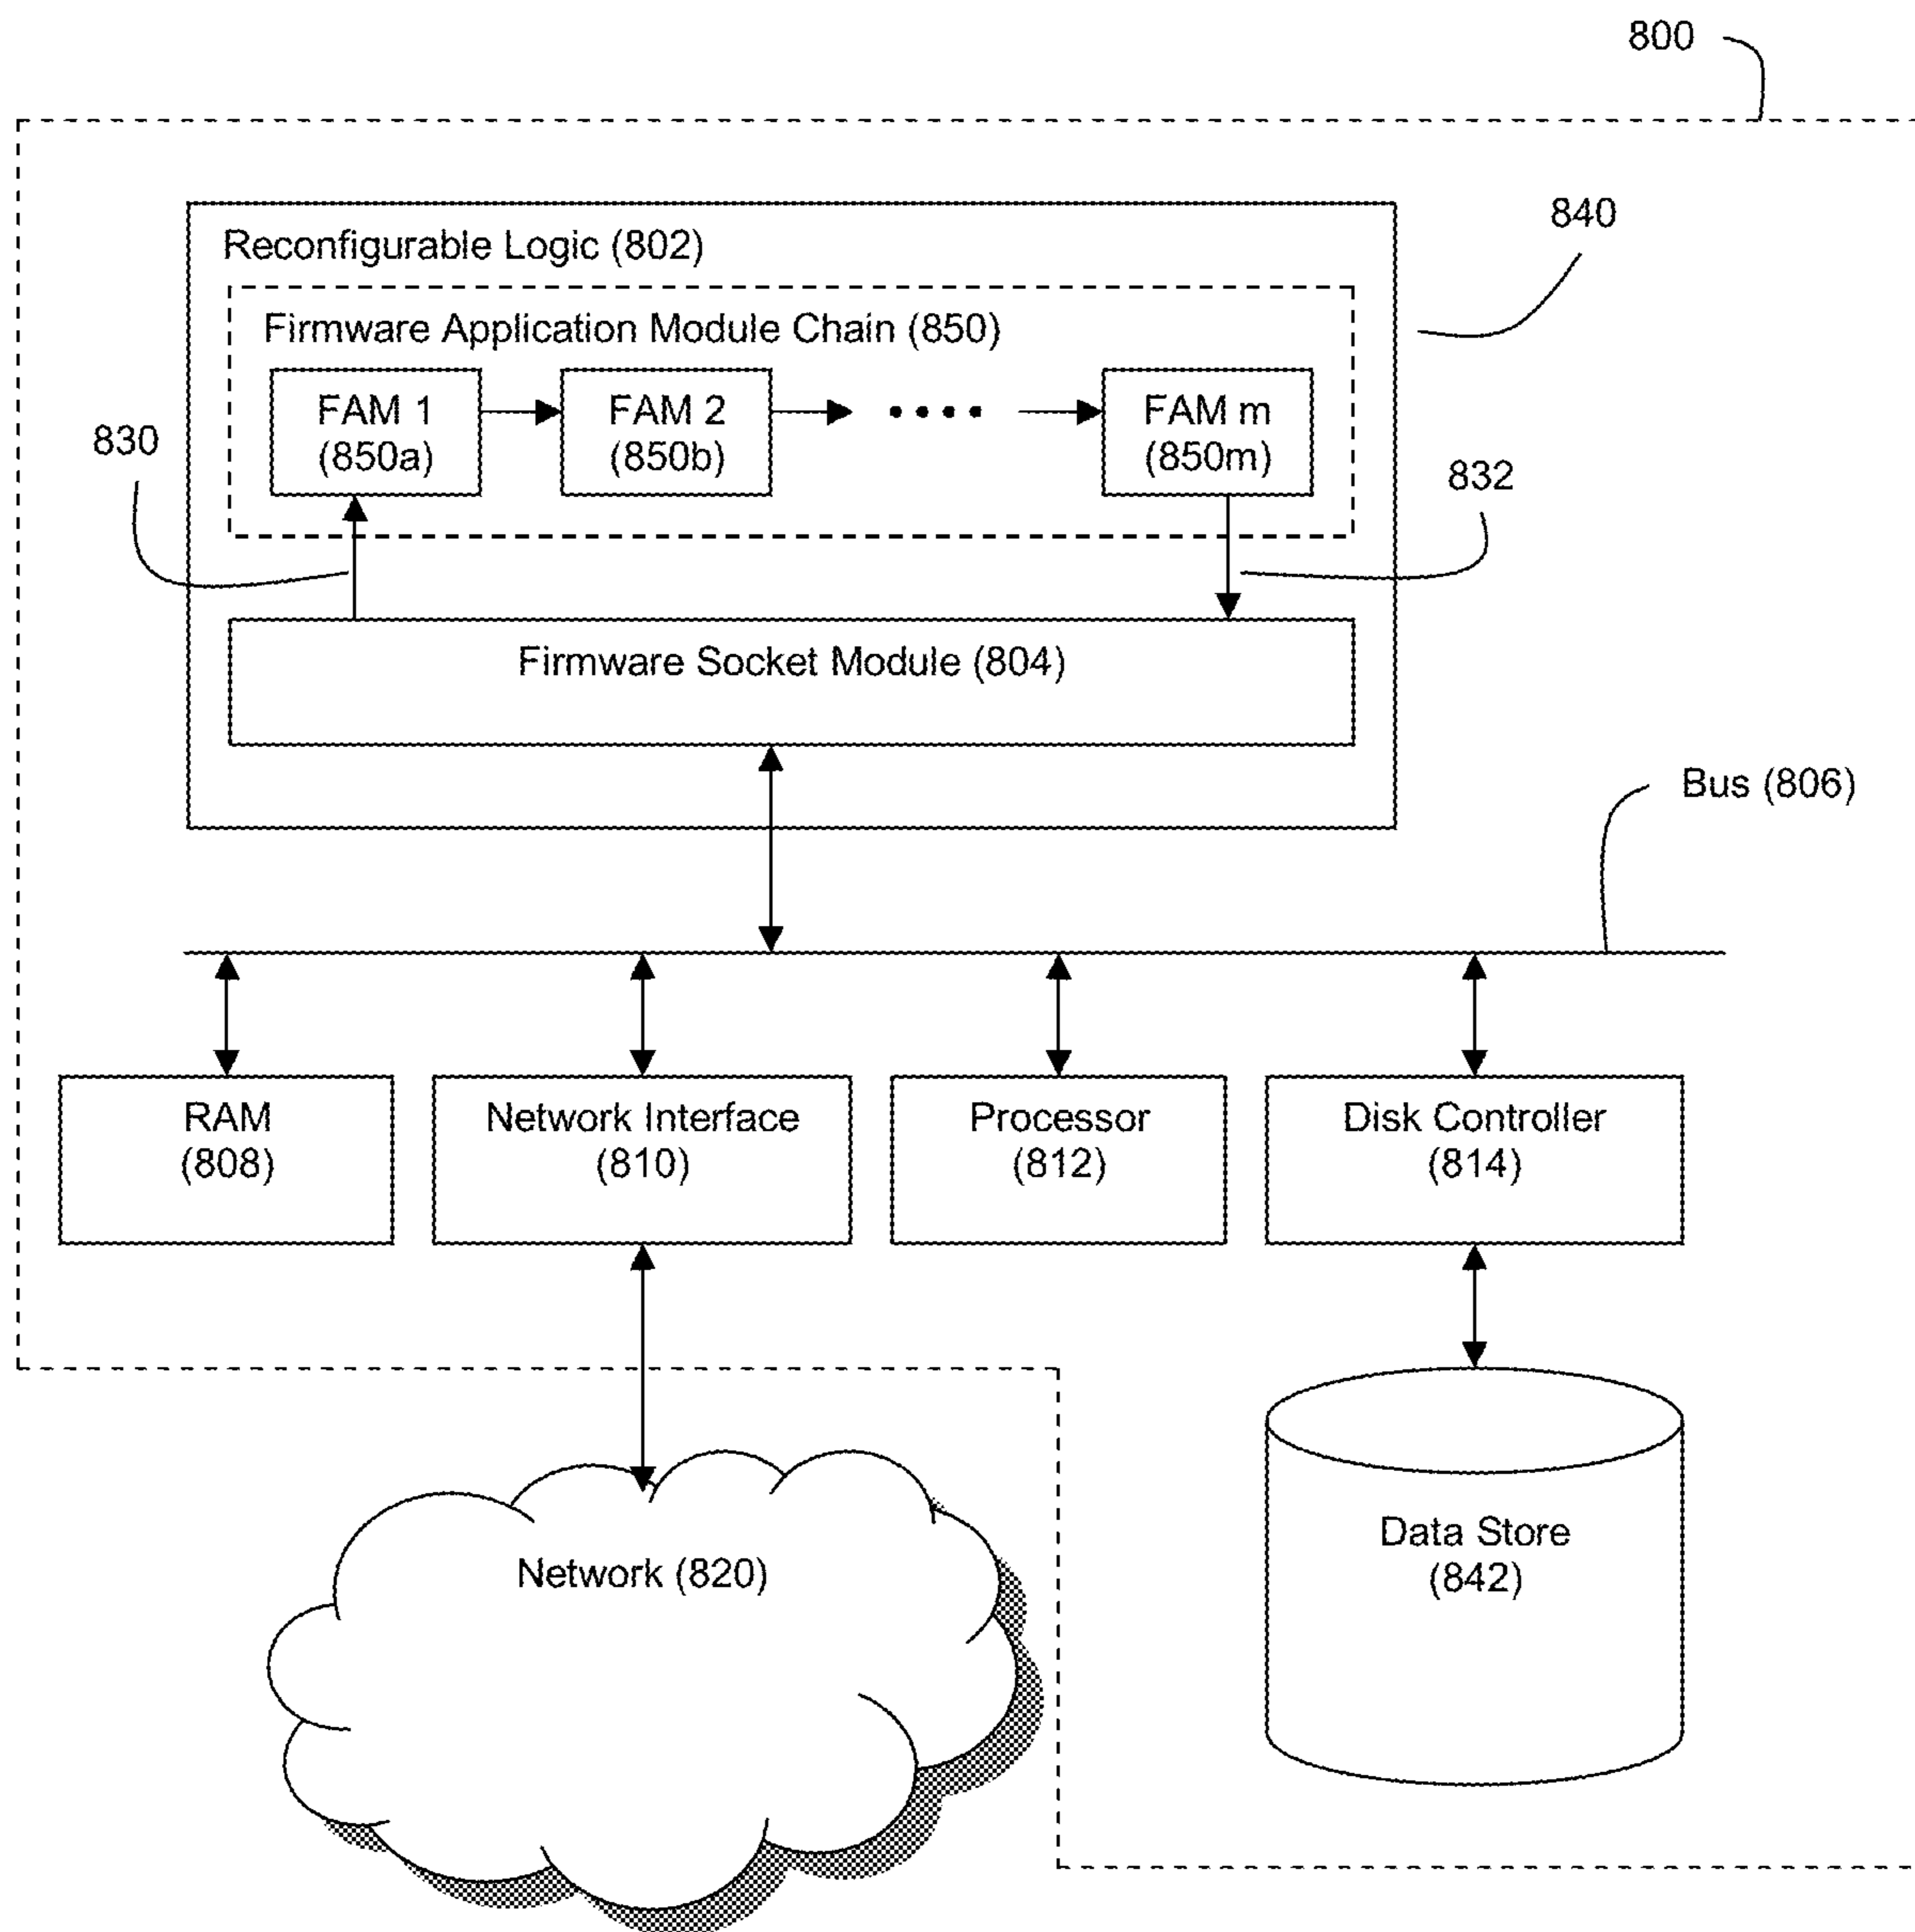 800
840
Reconfigurable Logic (802)
Firmware Application Module Chain (850)
FAM 1
(850a)
FAM 2
(850b)
FAM m
(850m)
830
832
Firmware Socket Module (804)
Bus (806)
RAM
(808)
Network Interface
(810)
Processor
(812)
Disk Controller
(814)
Network (820)
Data Store
(842)